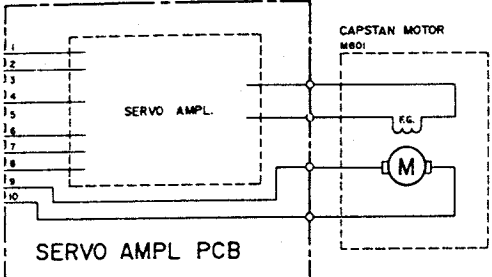 CAPSTAN MOTOR
M601
1
2
3
4
5
6
7
8
9
10
SERVO AMPL.
F.G.
M
SERVO AMPL PCB